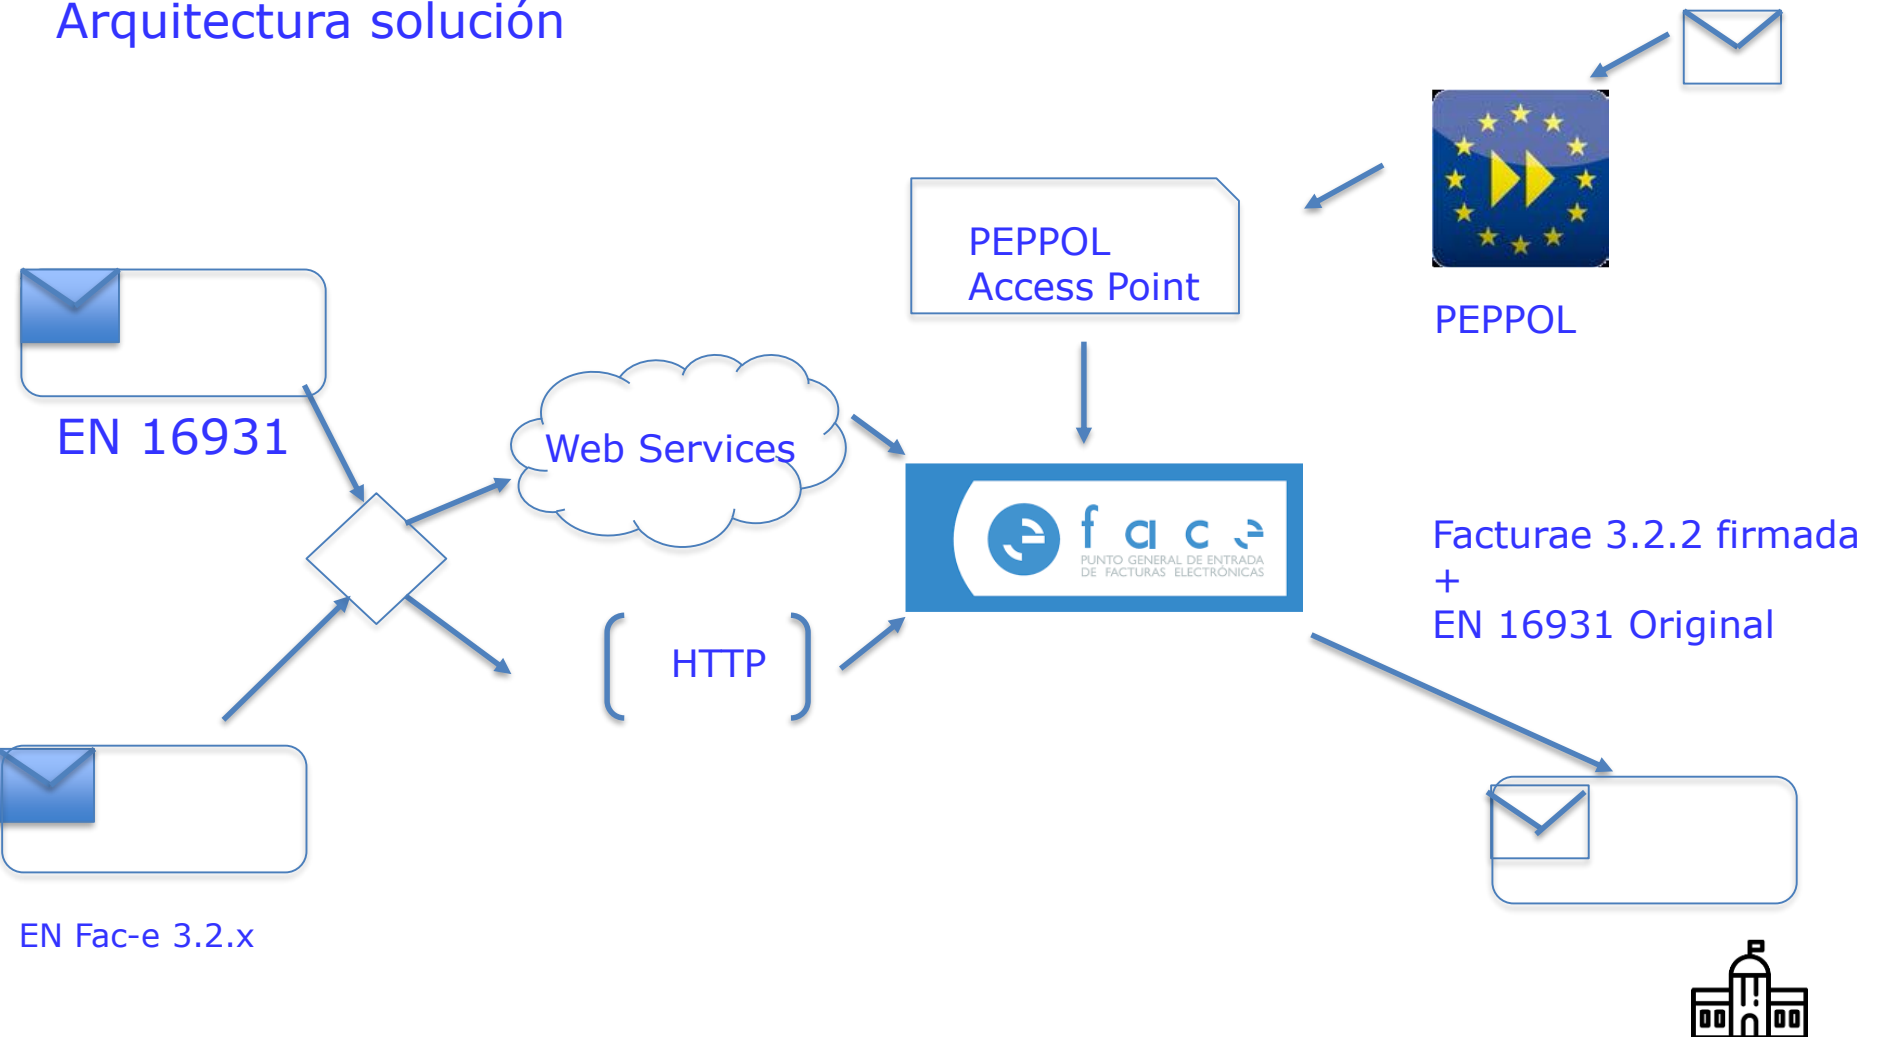 Arquitectura solución
PEPPOL
Access Point
PEPPOL
EN 16931
Web Services
face
PUNTO GENERAL DE ENTRADA
DE FACTURAS ELECTRÓNICAS
Facturae 3.2.2 firmada
+
EN 16931 Original
HTTP
EN Fac-e 3.2.x